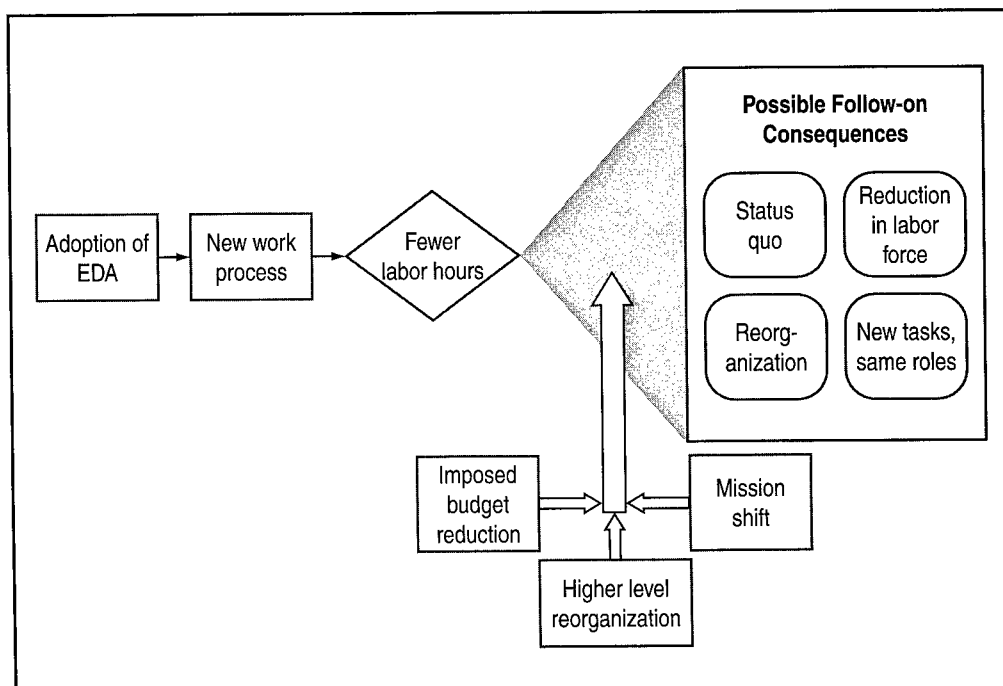 Possible Follow-on
Consequences
Adoption of
EDA
New work
process
Fewer
labor hours
Status
quo
Reduction
in labor
force
Reorg-
anization
New tasks,
same roles
Imposed
budget
reduction
Mission
shift
Higher level
reorganization